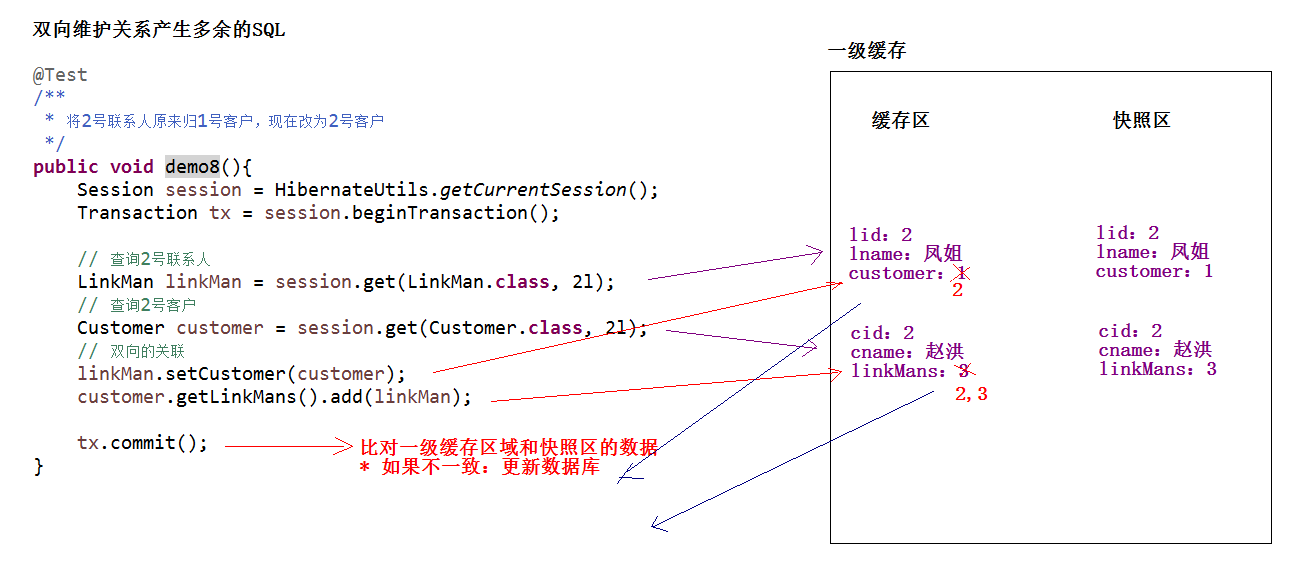 双向维护关系产生多余的SQL
@Test
/**
* 将2号联系人原来归1号客户，现在改为2号客户
*/
public void demo8(){
Session session = HibernateUtils.getCurrentSession();
Transaction tx = session.beginTransaction();
// 查询2号联系人
LinkMan linkMan = session.get(LinkMan.class, 2l);
// 查询2号客户
Customer customer = session.get(Customer.class, 2l);
// 双向的关联
linkMan.setCustomer(customer);
customer.getLinkMans().add(linkMan);
tx.commit();
}
比对一级缓存区域和快照区的数据
* 如果不一致：更新数据库
一级缓存
缓存区
lid：2
lname：凤姐
customer：1
2
cid：2
cname：赵洪
linkMans：3
2,3
快照区
lid：2
lname：凤姐
customer：1
cid：2
cname：赵洪
linkMans：3